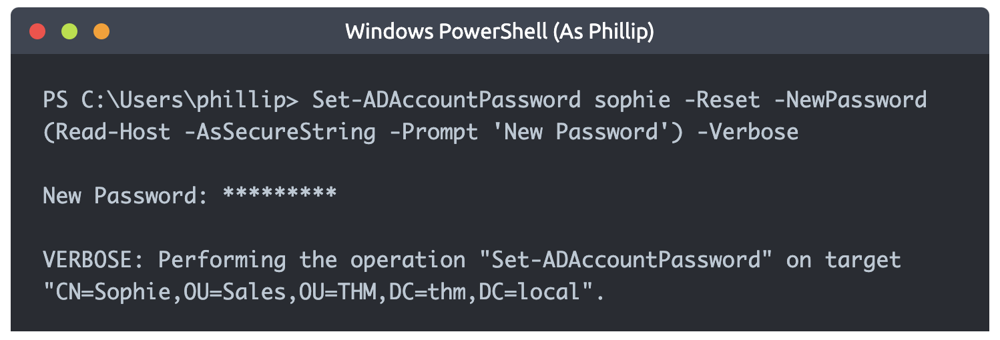 Windows PowerShell (As Phillip)
PS C:\Users\phillip> Set-ADAccountPassword sophie -Reset -NewPassword
(Read-Host -AsSecureString -Prompt 'New Password') -Verbose
New Password: *********
VERBOSE: Performing the operation "Set-ADAccountPassword" on target
"CN=Sophie,OU=Sales,OU=THM,DC=thm,DC=local".